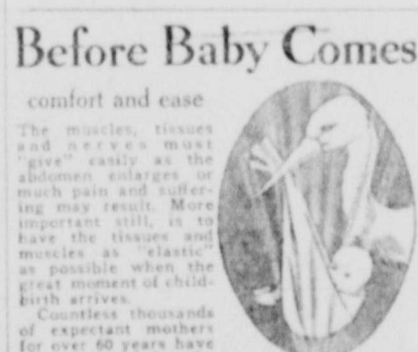 Before Baby Comes
comfort and ease
The muscles, tissues
and nerves must
"give" easily as the
abdomen enlarges or
much pain and suffer-
ing may result. More
important still, is to
have the tissues and
muscles as "elastic"
as possible when the
great moment of child-
birth arrives.
Countless thousands
of expectant mothers
for over 60 years have